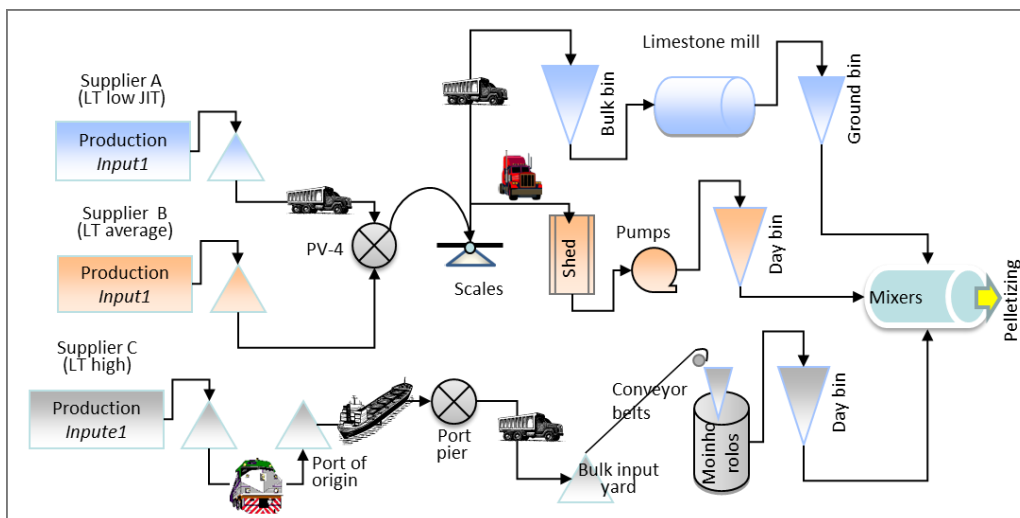 Supplier A
(LT low JIT)
Production
Input1
Supplier B
(LT average)
Production
Input1
Supplier C
(LT high)
Production
Inpute1
PV-4
Scales
Bulk bin
Limestone mill
Ground bin
Shed
Pumps
Day bin
Mixers
Pelletizing
Port of
origin
Port
pier
Bulk input
yard
Conveyor
belts
Moinho
rolos
Day bin